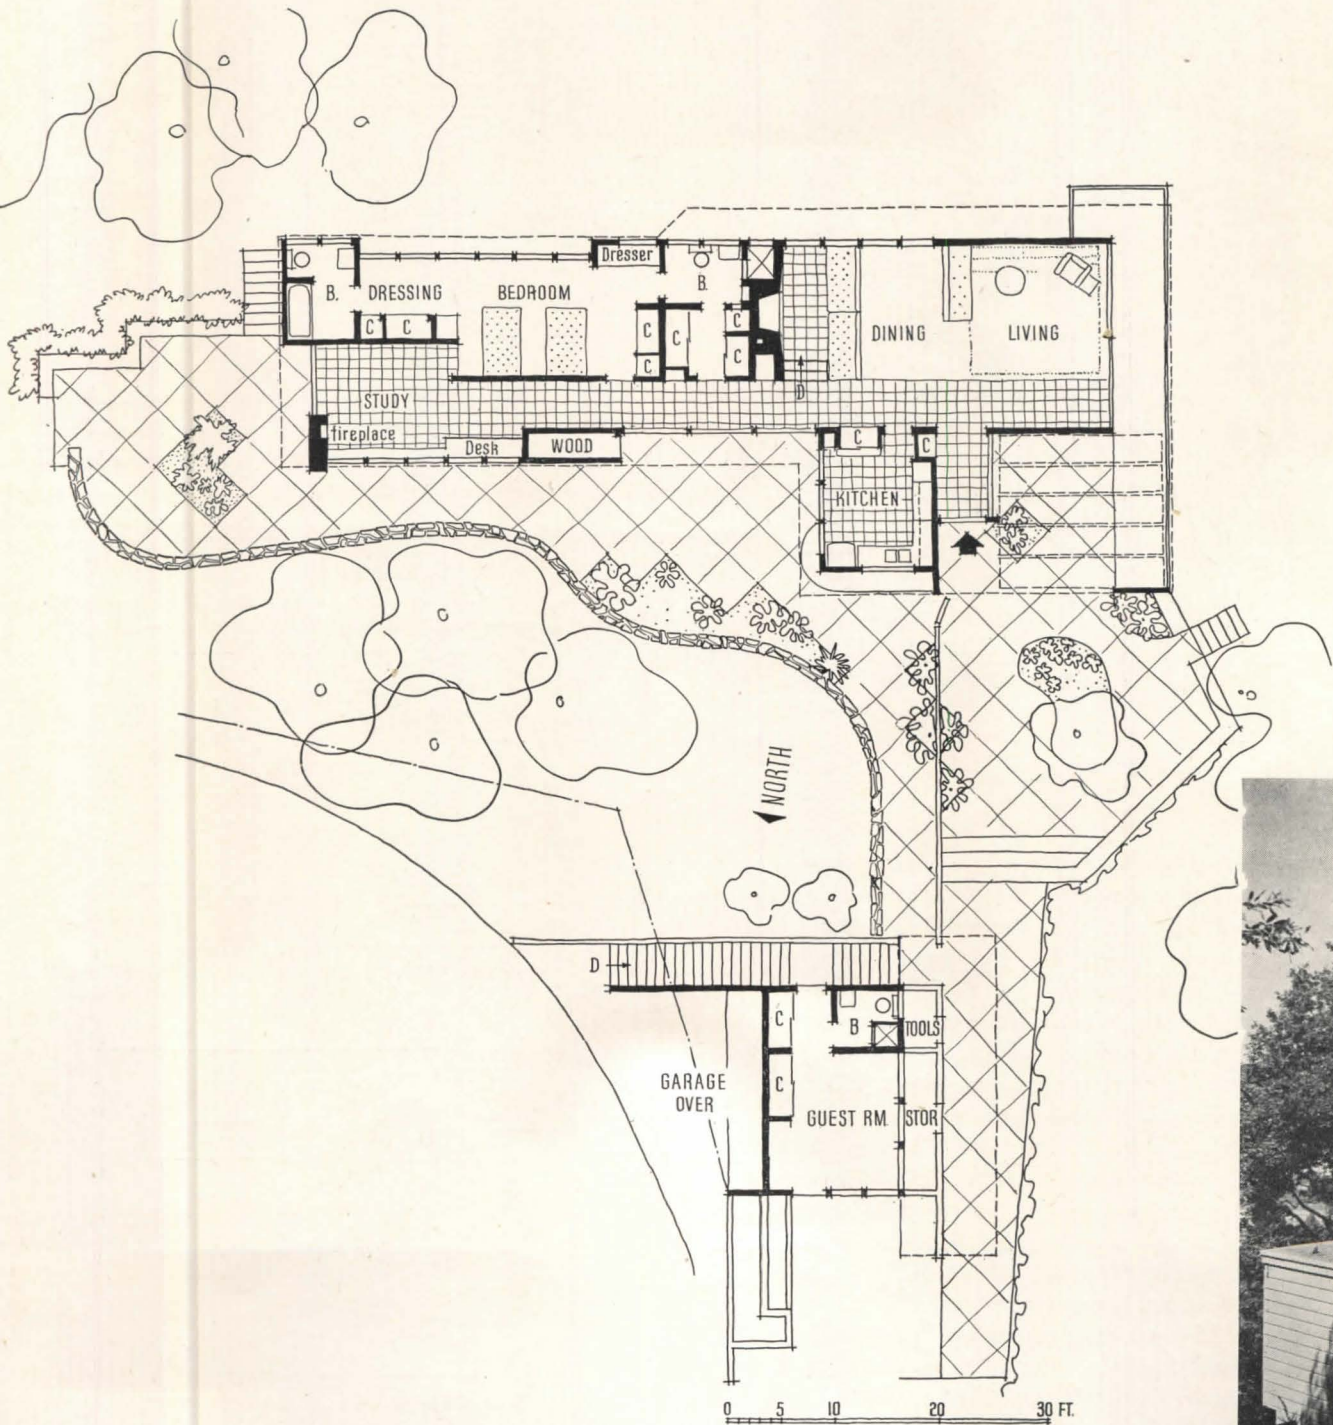 Dresser
B.
DRESSING
BEDROOM
B.
C
C
C
C
C
C
C
DINING
LIVING
D
STUDY
fireplace
Desk
WOOD
C
C
KITCHEN
NORTH
D
C
B
TOOLS
GARAGE
OVER
C
GUEST RM.
STOR
0 5 10 20 30 FT.